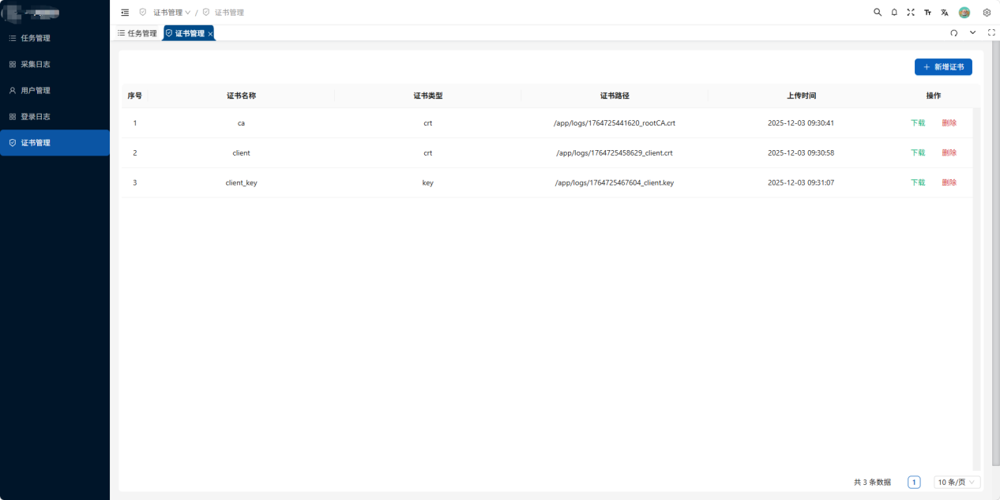 证书管理 / 证书管理
任务管理 证书管理
任务管理
采集日志
用户管理
登录日志
证书管理
新增证书
序号 证书名称 证书类型 证书路径 上传时间 操作
1 ca crt /app/logs/1764725441620_rootCA.crt 2025-12-03 09:30:41 下载 删除
2 client crt /app/logs/1764725458629_client.crt 2025-12-03 09:30:58 下载 删除
3 client_key key /app/logs/1764725467604_client.key 2025-12-03 09:31:07 下载 删除
共 3 条数据 1 10 条/页